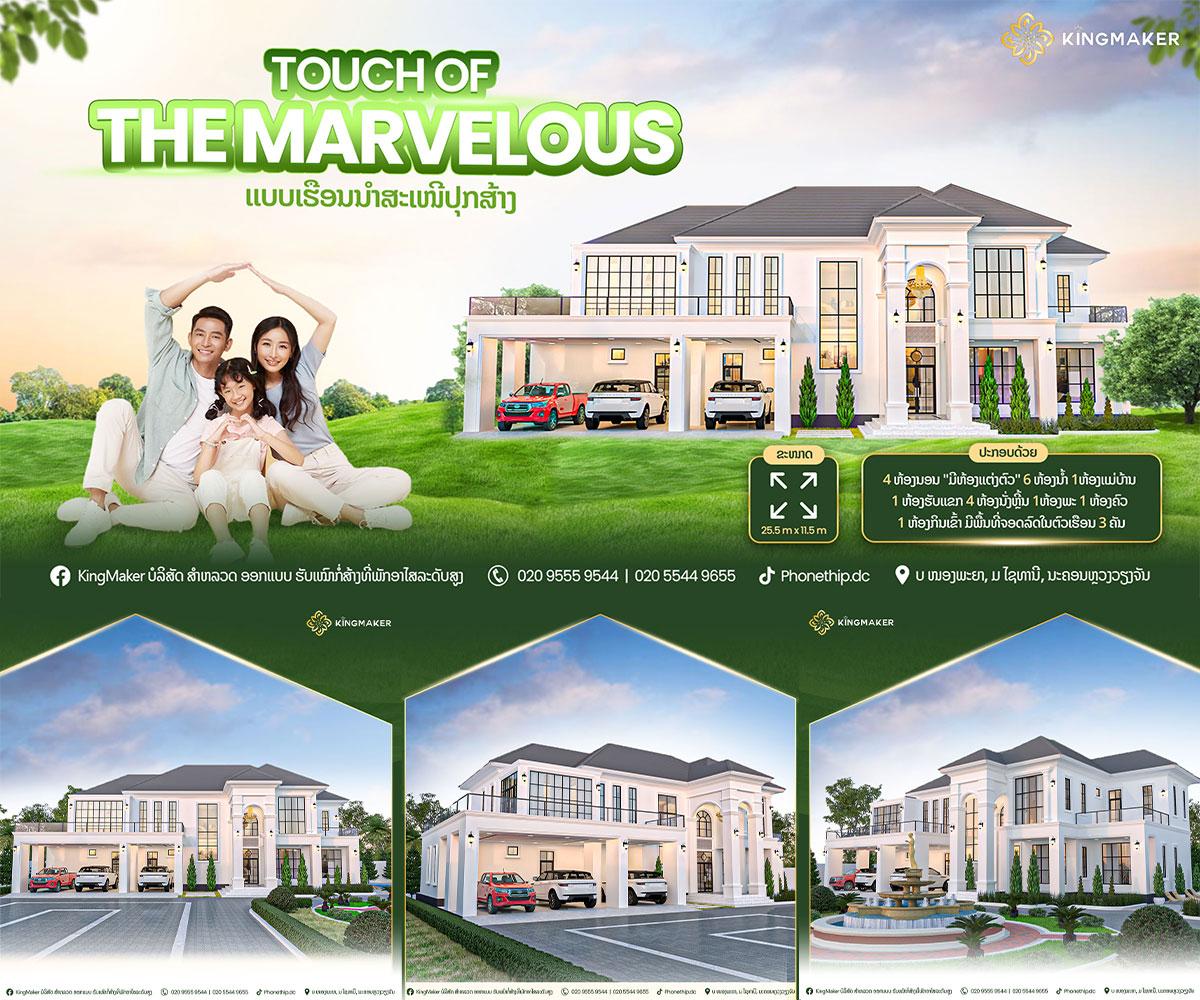 KINGMAKER
TOUCH OF
THE MARVELOUS
ແບບເຮືອນນຳສະເໜີປຸກສ້າງ
ຂະໜາດ
25.5 m x 11.5 m
ປະກອບດ້ວຍ
4 ຫ້ອງນອນ "ມີຫ້ອງແຕ່ງຕົວ" 6 ຫ້ອງນ້ຳ 1ຫ້ອງແມ່ບ້ານ
1 ຫ້ອງຮັບແຂກ 4 ຫ້ອງນັ່ງຫຼິ້ນ 1ຫ້ອງພະ 1 ຫ້ອງຄົວ
1 ຫ້ອງກິນເຂົ້າ ມີພື້ນທີ່ຈອດລົດໃນຕົວເຮືອນ 3 ຄັນ
KingMaker ບໍລິສັດ ສຳຫລວດ ອອກແບບ ຮັບເໝົາກໍ່ສ້າງທີ່ພັກອາໄສລະດັບສູງ 020 9555 9544 | 020 5544 9655 Phonethip.dc ບ ໜອງພະຍາ, ມ ໄຊທານີ, ນະຄອນຫຼວງວຽງຈັນ
KINGMAKER
KINGMAKER
KingMaker ບໍລິສັດ ສຳຫລວດ ອອກແບບ ຮັບເໝົາກໍ່ສ້າງທີ່ພັກອາໄສລະດັບສູງ 020 9555 9544 | 020 5544 9655 Phonethip.dc ບ ໜອງພະຍາ, ມ ໄຊທານີ, ນະຄອນຫຼວງວຽງຈັນ
KingMaker ບໍລິສັດ ສຳຫລວດ ອອກແບບ ຮັບເໝົາກໍ່ສ້າງທີ່ພັກອາໄສລະດັບສູງ 020 9555 9544 | 020 5544 9655 Phonethip.dc ບ ໜອງພະຍາ, ມ ໄຊທານີ, ນະຄອນຫຼວງວຽງຈັນ
KingMaker ບໍລິສັດ ສຳຫລວດ ອອກແບບ ຮັບເໝົາກໍ່ສ້າງທີ່ພັກອາໄສລະດັບສູງ 020 9555 9544 | 020 5544 9655 Phonethip.dc ບ ໜອງພະຍາ, ມ ໄຊທານີ, ນະຄອນຫຼວງວຽງຈັນ